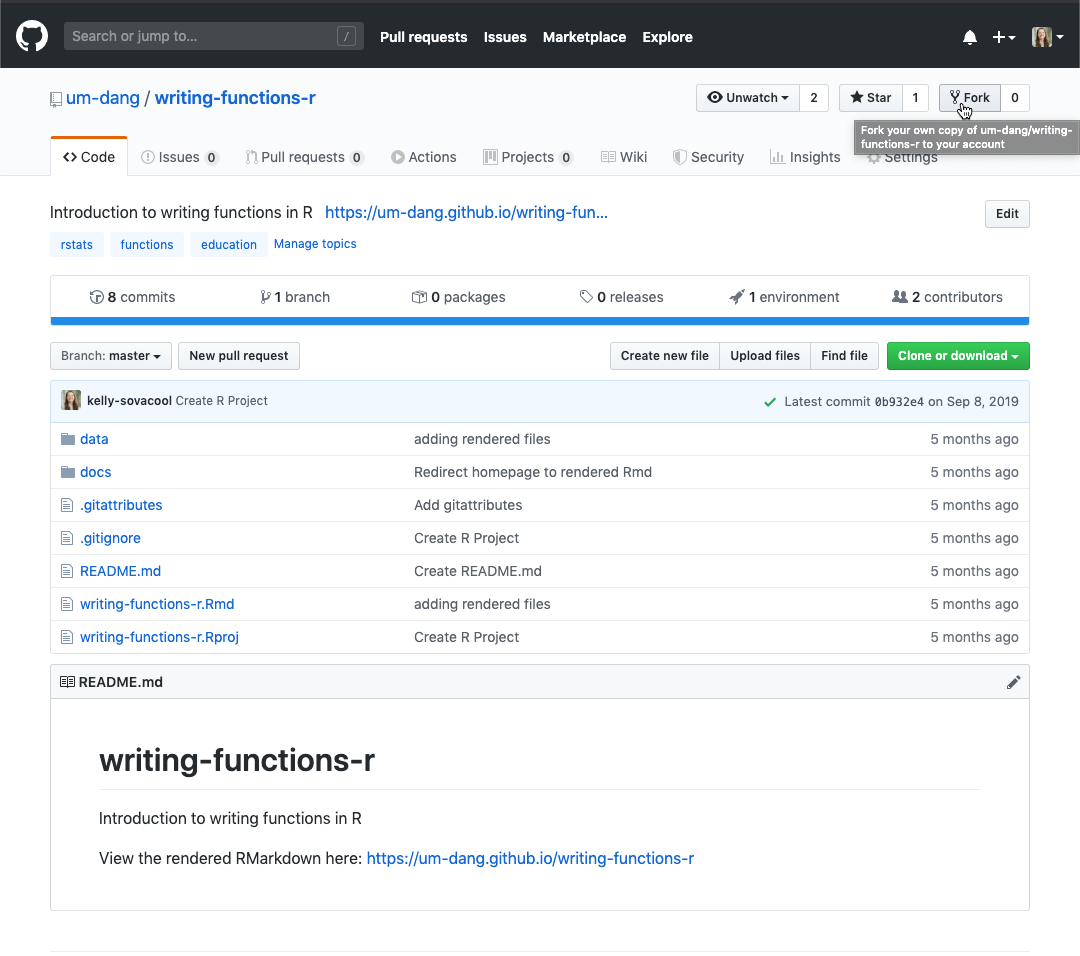 Search or jump to... / Pull requests Issues Marketplace Explore
um-dang / writing-functions-r Unwatch 2 Star 1 Fork 0
Fork your own copy of um-dang/writing-
functions-r to your account
Code Issues 0 Pull requests 0 Actions Projects 0 Wiki Security Insights Settings
Introduction to writing functions in R https://um-dang.github.io/writing-fun... Edit
rstats functions education Manage topics
8 commits 1 branch 0 packages 0 releases 1 environment 2 contributors
Branch: master New pull request Create new file Upload files Find file Clone or download
kelly-sovacool Create R Project Latest commit 0b932e4 on Sep 8, 2019
data adding rendered files 5 months ago
docs Redirect homepage to rendered Rmd 5 months ago
.gitattributes Add gitattributes 5 months ago
.gitignore Create R Project 5 months ago
README.md Create README.md 5 months ago
writing-functions-r.Rmd adding rendered files 5 months ago
writing-functions-r.Rproj Create R Project 5 months ago
README.md
writing-functions-r
Introduction to writing functions in R
View the rendered RMarkdown here: https://um-dang.github.io/writing-functions-r